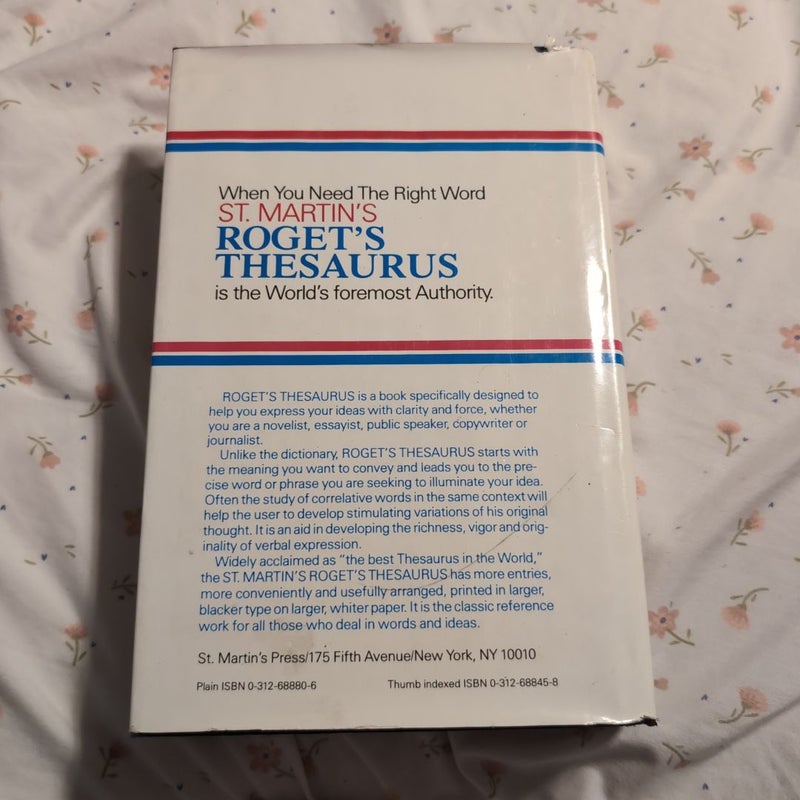 When You Need The Right Word
ST. MARTIN'S
ROGET'S
THESAURUS
is the World's foremost Authority.
ROGET'S THESAURUS is a book specifically designed to
help you express your ideas with clarity and force, whether
you are a novelist, essayist, public speaker, copywriter or
journalist.
Unlike the dictionary, ROGET'S THESAURUS starts with
the meaning you want to convey and leads you to the pre-
cise word or phrase you are seeking to illuminate your idea.
Often the study of correlative words in the same context will
help the user to develop stimulating variations of his original
thought. It is an aid in developing the richness, vigor and orig-
inality of verbal expression.
Widely acclaimed as "the best Thesaurus in the World,"
the ST. MARTIN'S ROGET'S THESAURUS has more entries,
more conveniently and usefully arranged, printed in larger,
blacker type on larger, whiter paper. It is the classic reference
work for all those who deal in words and ideas.
St. Martin's Press/175 Fifth Avenue/New York, NY 10010
Plain ISBN 0-312-68880-6 Thumb indexed ISBN 0-312-68845-8